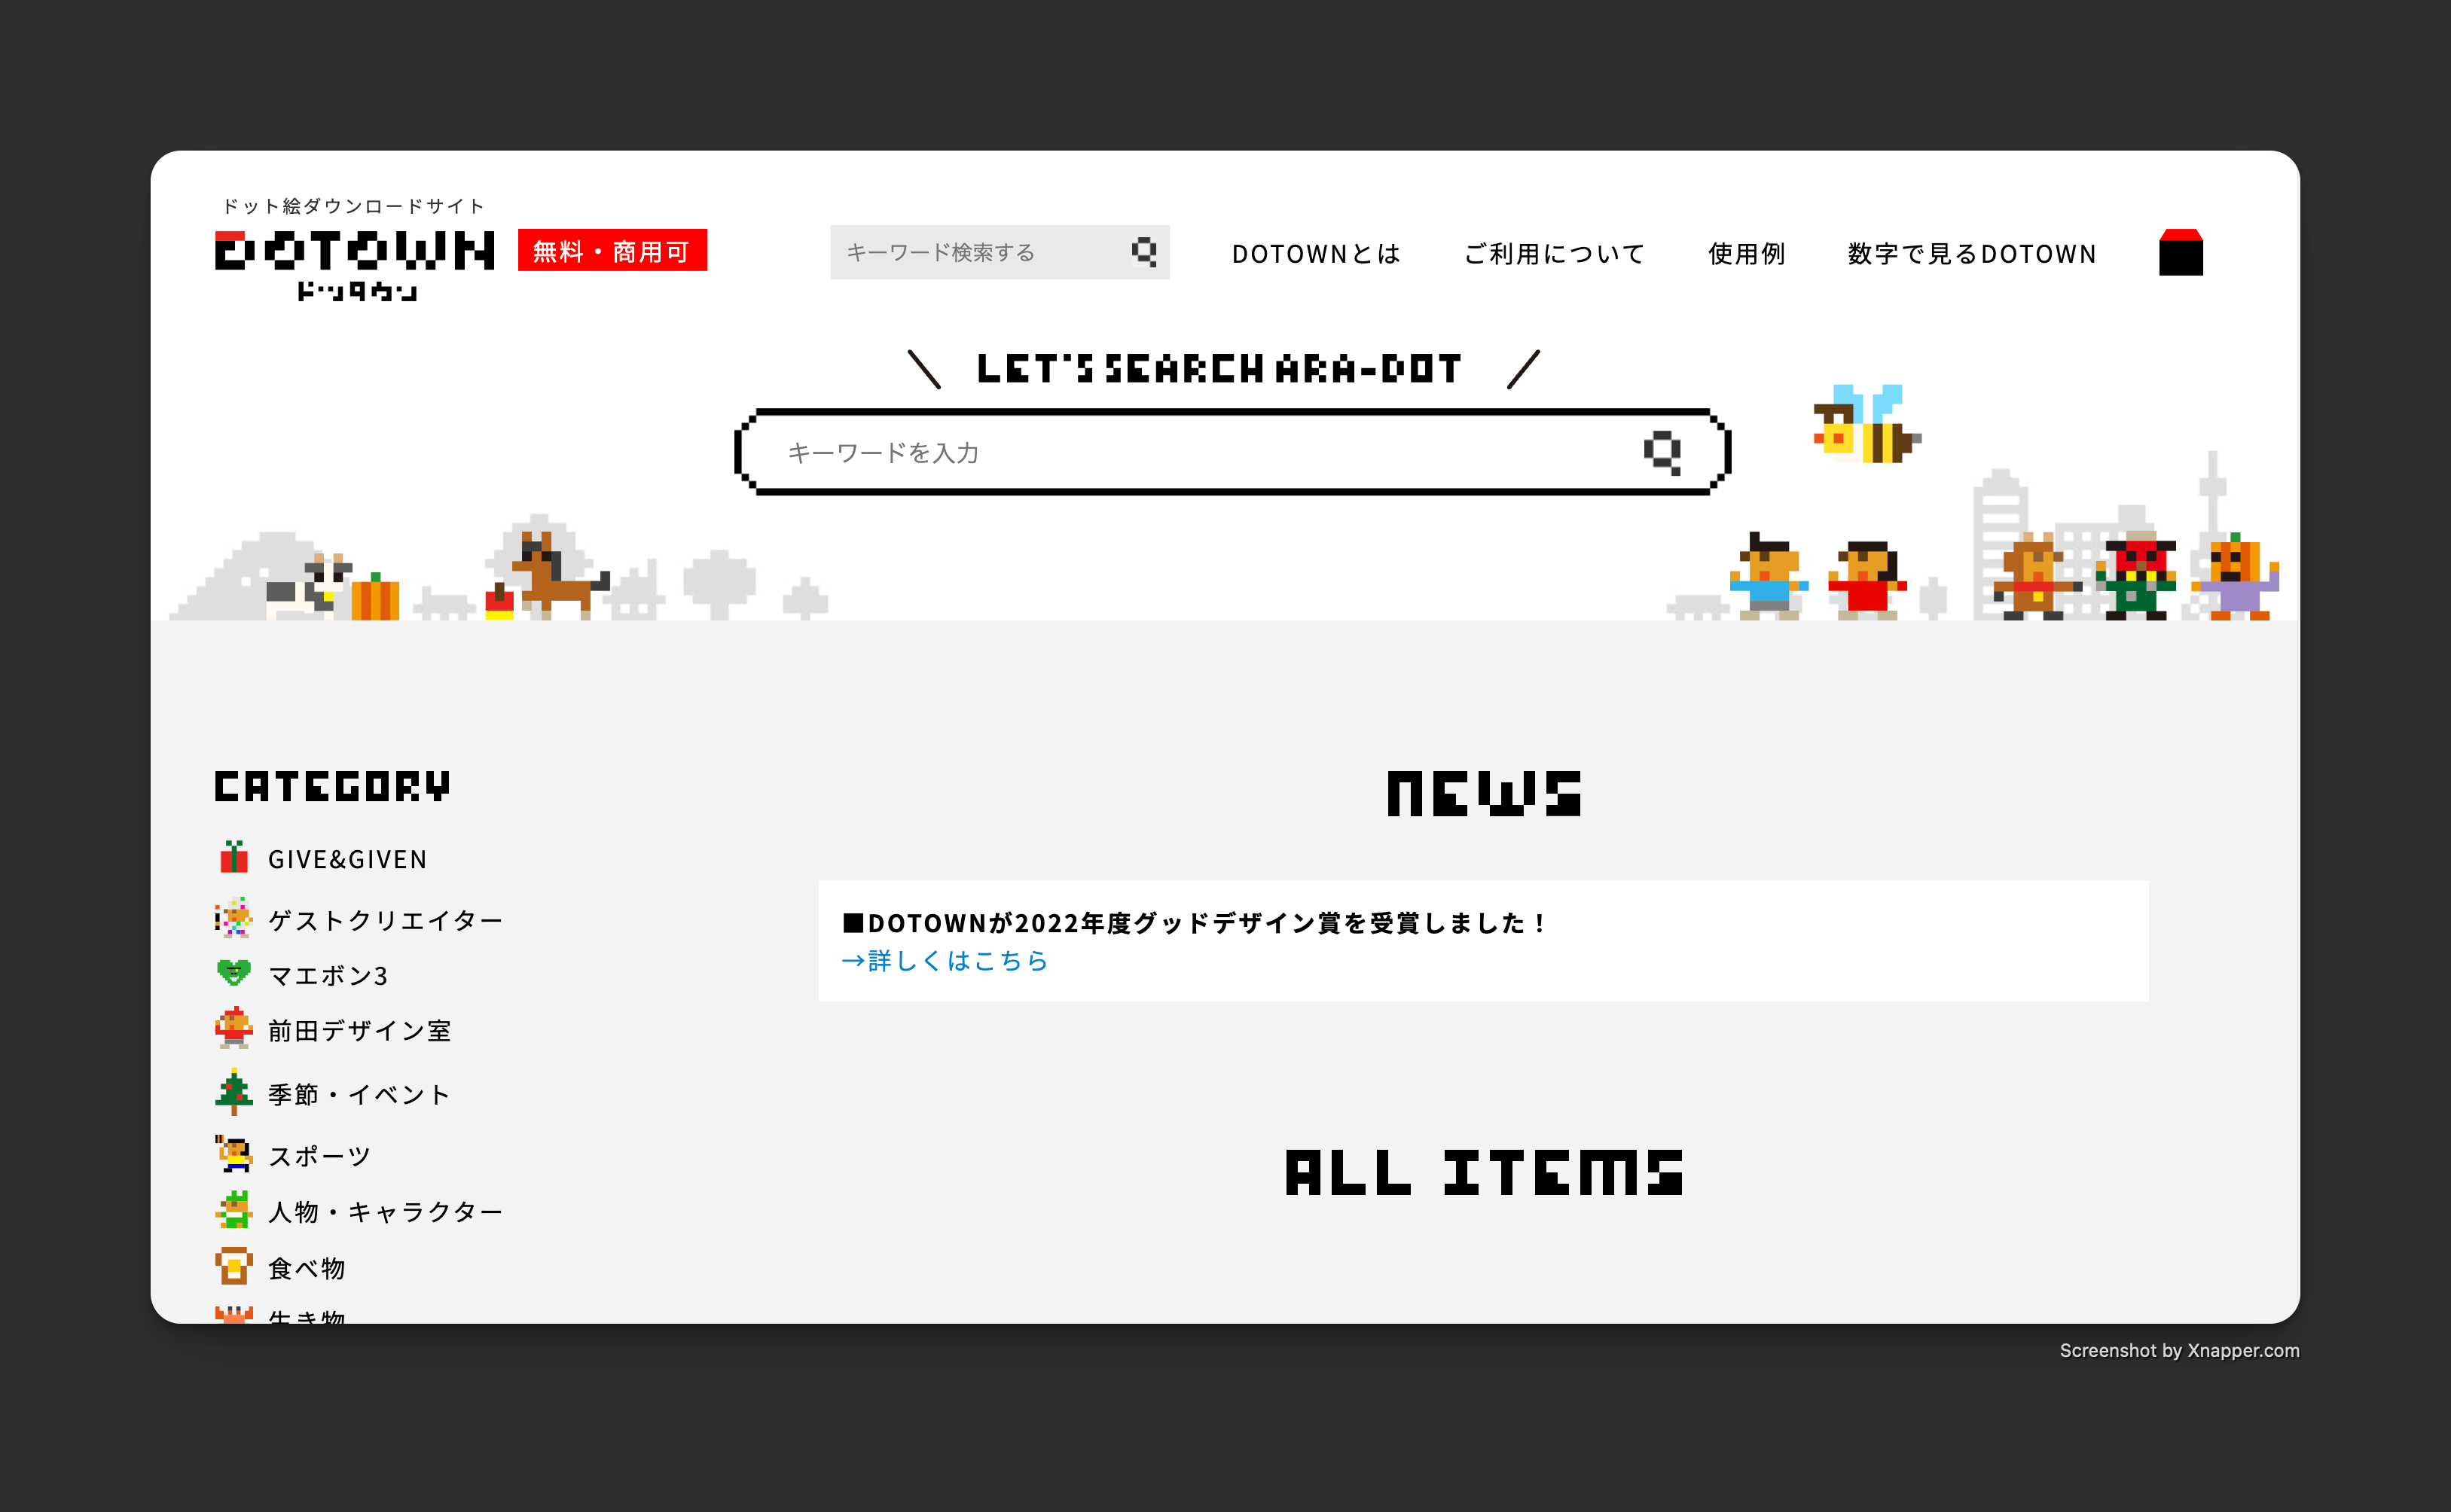 ドット絵ダウンロードサイト
DOTOWN
ドッタウン
無料・商用可
キーワード検索する
DOTOWNとは
ご利用について
使用例
数字で見るDOTOWN
LET'S SEARCH ARA-DOT
キーワードを入力
CATEGORY
GIVE&GIVEN
ゲストクリエイター
マエボン3
前田デザイン室
季節・イベント
スポーツ
人物・キャラクター
食べ物
生き物
NEWS
■DOTOWNが2022年度グッドデザイン賞を受賞しました！
→詳しくはこちら
ALL ITEMS
Screenshot by Xnapper.com